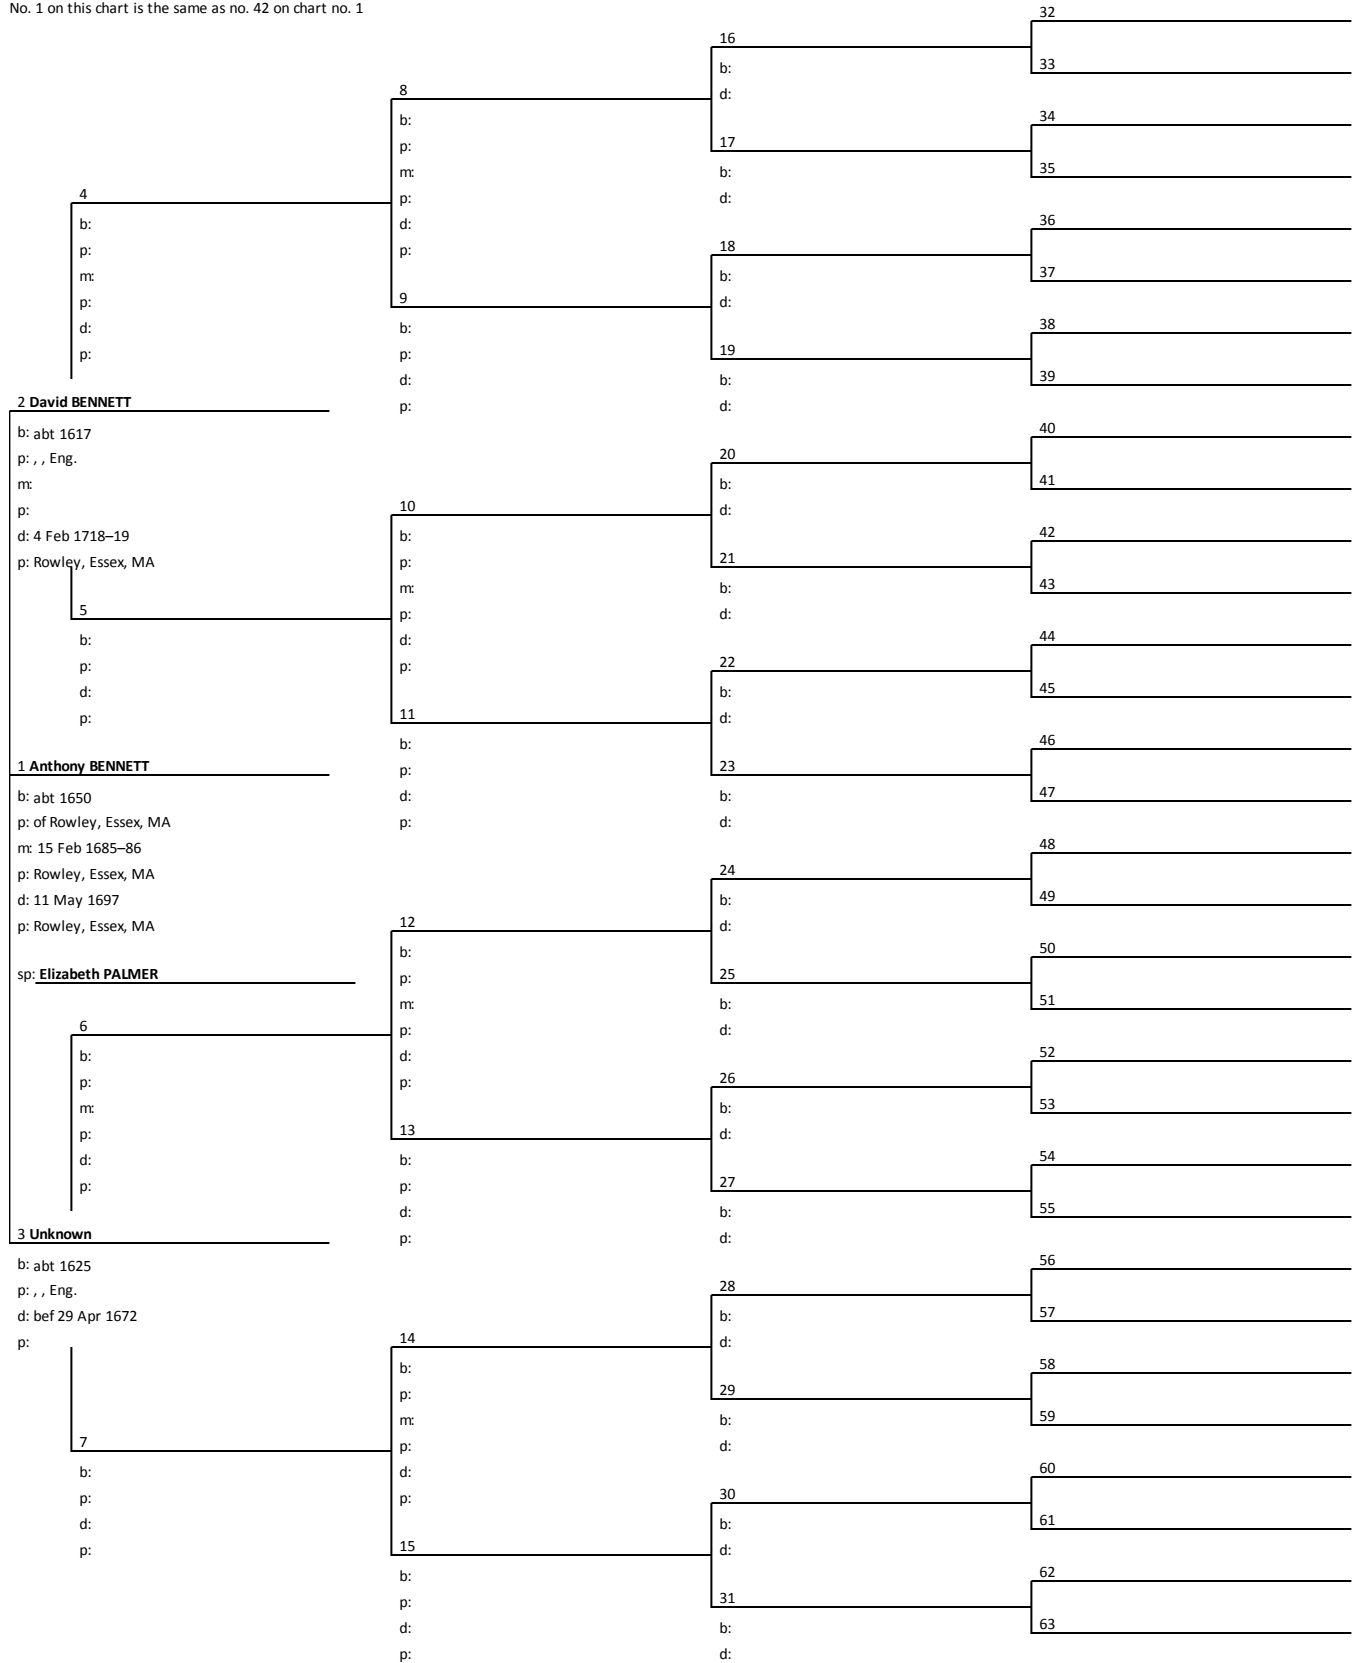 No. 1 on this chart is the same as no. 42 on chart no. 1
4
b:
p:
m:
p:
d:
p:
2 David BENNETT
b: abt 1617
p: , , Eng.
m:
p:
d: 4 Feb 1718–19
p: Rowley, Essex, MA
5
b:
p:
d:
p:
1 Anthony BENNETT
b: abt 1650
p: of Rowley, Essex, MA
m: 15 Feb 1685–86
p: Rowley, Essex, MA
d: 11 May 1697
p: Rowley, Essex, MA
sp: Elizabeth PALMER
6
b:
p:
m:
p:
d:
p:
3 Unknown
b: abt 1625
p: , , Eng.
d: bef 29 Apr 1672
p:
7
b:
p:
d:
p:
8
b:
p:
m:
p:
d:
p:
9
b:
p:
d:
p:
10
b:
p:
m:
p:
d:
p:
11
b:
p:
d:
p:
12
b:
p:
m:
p:
d:
p:
13
b:
p:
d:
p:
14
b:
p:
m:
p:
d:
p:
15
b:
p:
d:
p:
16
b:
d:
17
b:
d:
18
b:
d:
19
b:
d:
20
b:
d:
21
b:
d:
22
b:
d:
23
b:
d:
24
b:
d:
25
b:
d:
26
b:
d:
27
b:
d:
28
b:
d:
29
b:
d:
30
b:
d:
31
b:
d:
32
33
34
35
36
37
38
39
40
41
42
43
44
45
46
47
48
49
50
51
52
53
54
55
56
57
58
59
60
61
62
63